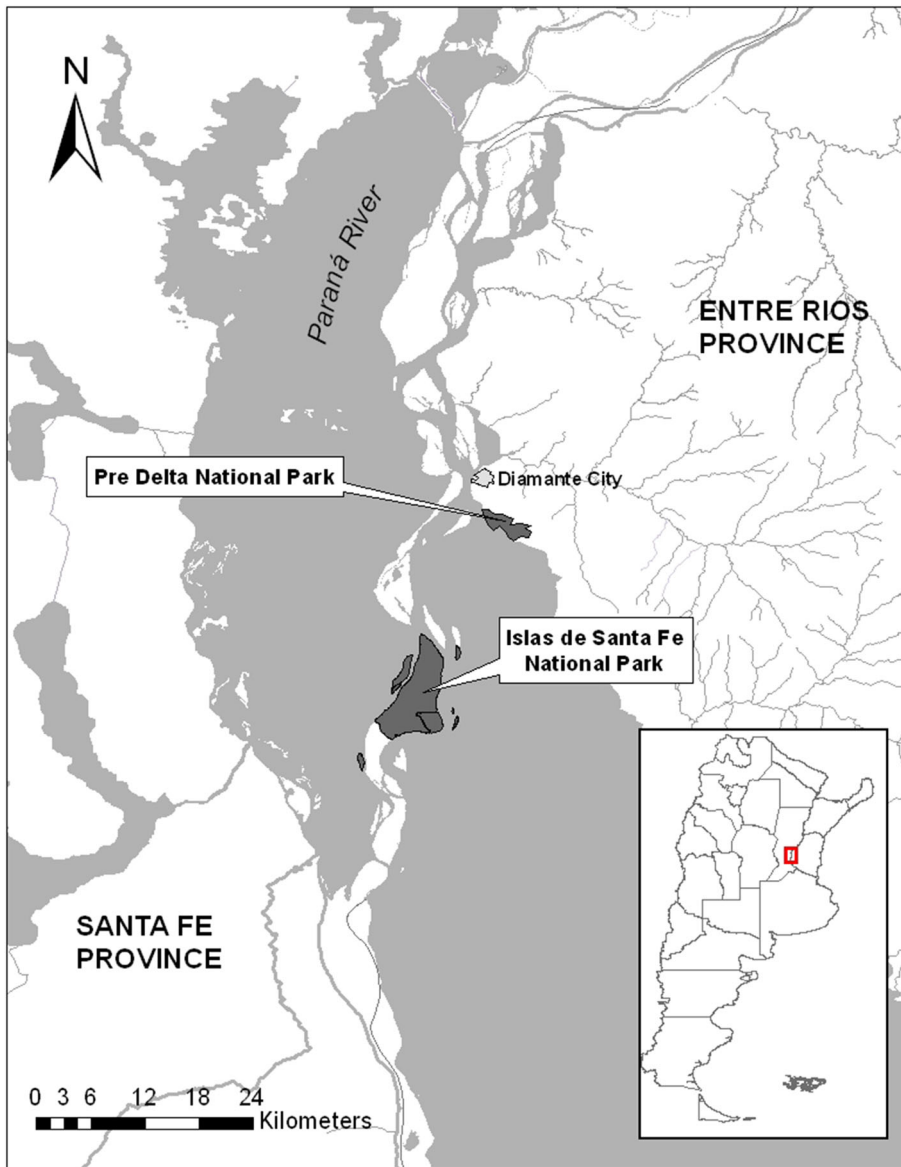 N
Paraná River
ENTRE RIOS
PROVINCE
Pre Delta National Park
Diamante City
Islas de Santa Fe
National Park
SANTA FE
PROVINCE
0 3 6 12 18 24
Kilometers